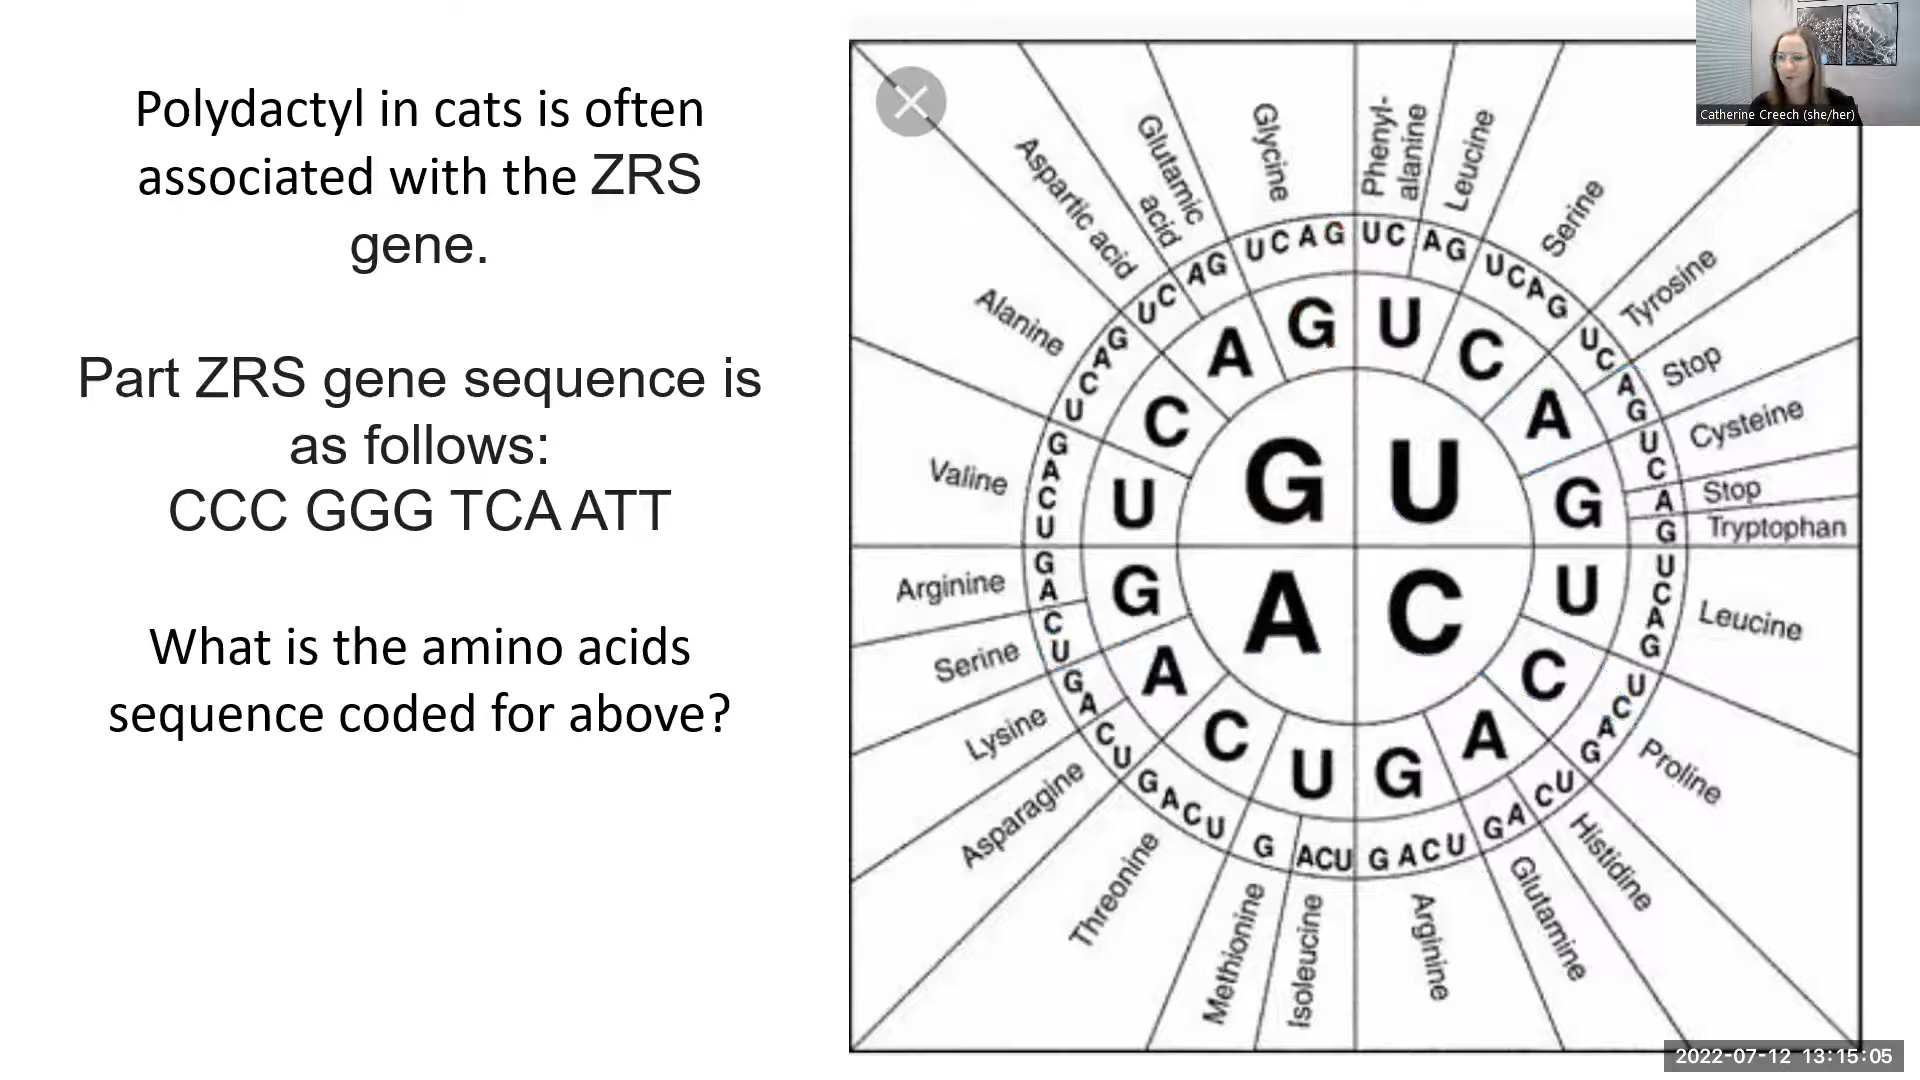 Polydactyl in cats is often
associated with the ZRS
gene.
Part ZRS gene sequence is
as follows:
CCC GGG TCA ATT
What is the amino acids
sequence coded for above?
Catherine Creech (she/her)
Glycine
Phenyl-
alanine
Leucine
Serine
Tyrosine
Stop
Cysteine
Stop
Tryptophan
Leucine
Proline
Histidine
Glutamine
Arginine
Isoleucine
Methionine
Threonine
Asparagine
Lysine
Serine
Arginine
Valine
Alanine
Aspartic acid
Glutamic
acid
G U
A C
G U C A G U C A G U C A G U C A
U C A G U C A G U C A G U C A G U C A G U C A G U C A G U C A G
G A C U G A C U G A C U G A C U G A C U G A C U G A C U G A C U
2022-07-12 13:15:05